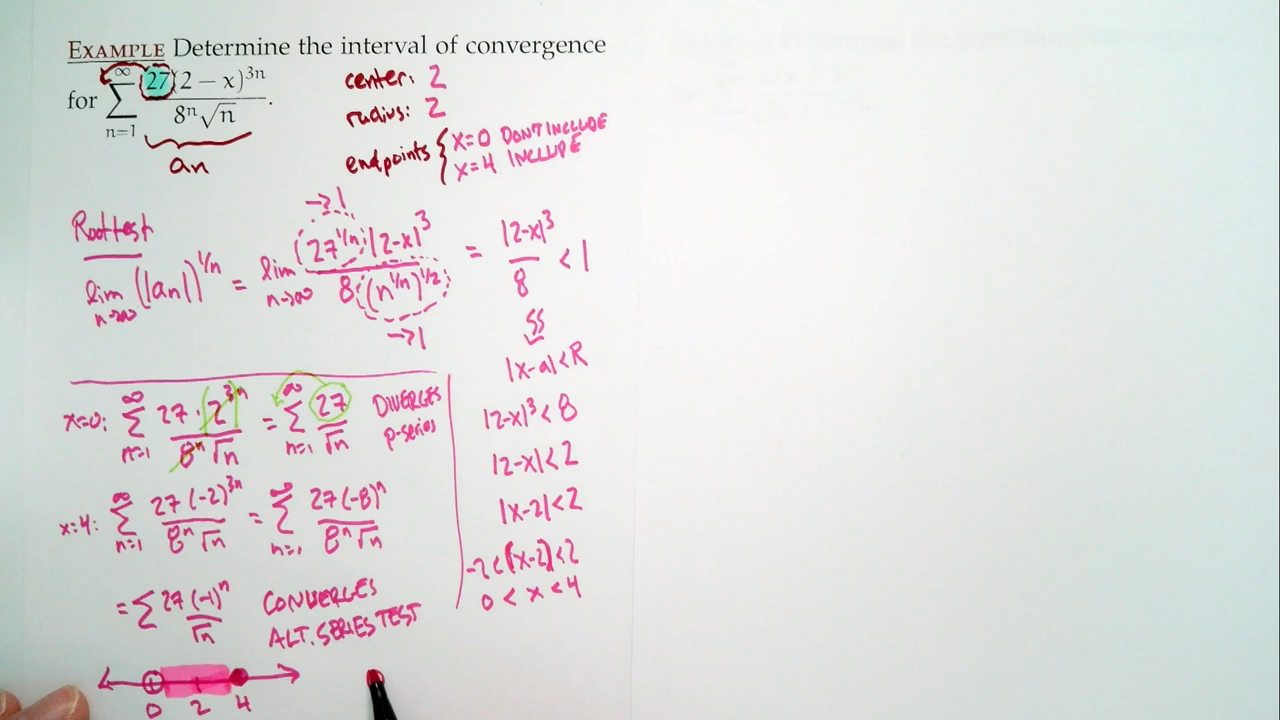 EXAMPLE Determine the interval of convergence
for ∑_{n=1}^{∞} 27(2 − x)^{3n} / 8^n √n .
an
center: 2
radius: 2
endpoints { x=0 DON'T INCLUDE
x=4 INCLUDE
Root test
lim_{n→∞} (|an|)^{1/n} = lim_{n→∞} (27^{1/n}) |2-x|^3 / 8 (n^{1/n})^{1/2} = |2-x|^3 / 8 < 1
→1
→1
|x-a|<R
|2-x|^3 < 8
|2-x| < 2
|x-2| < 2
-2 < (x-2) < 2
0 < x < 4
x=0: ∑_{n=1}^{∞} 27 · (2^{3n}) / 8^n √n = ∑_{n=1}^{∞} 27 / √n DIVERGES
p-series
x=4: ∑_{n=1}^{∞} 27 (-2)^{3n} / 8^n √n = ∑_{n=1}^{∞} 27 (-8)^n / 8^n √n
= ∑ 27 (-1)^n / √n CONVERGES
ALT. SERIES TEST
0 2 4